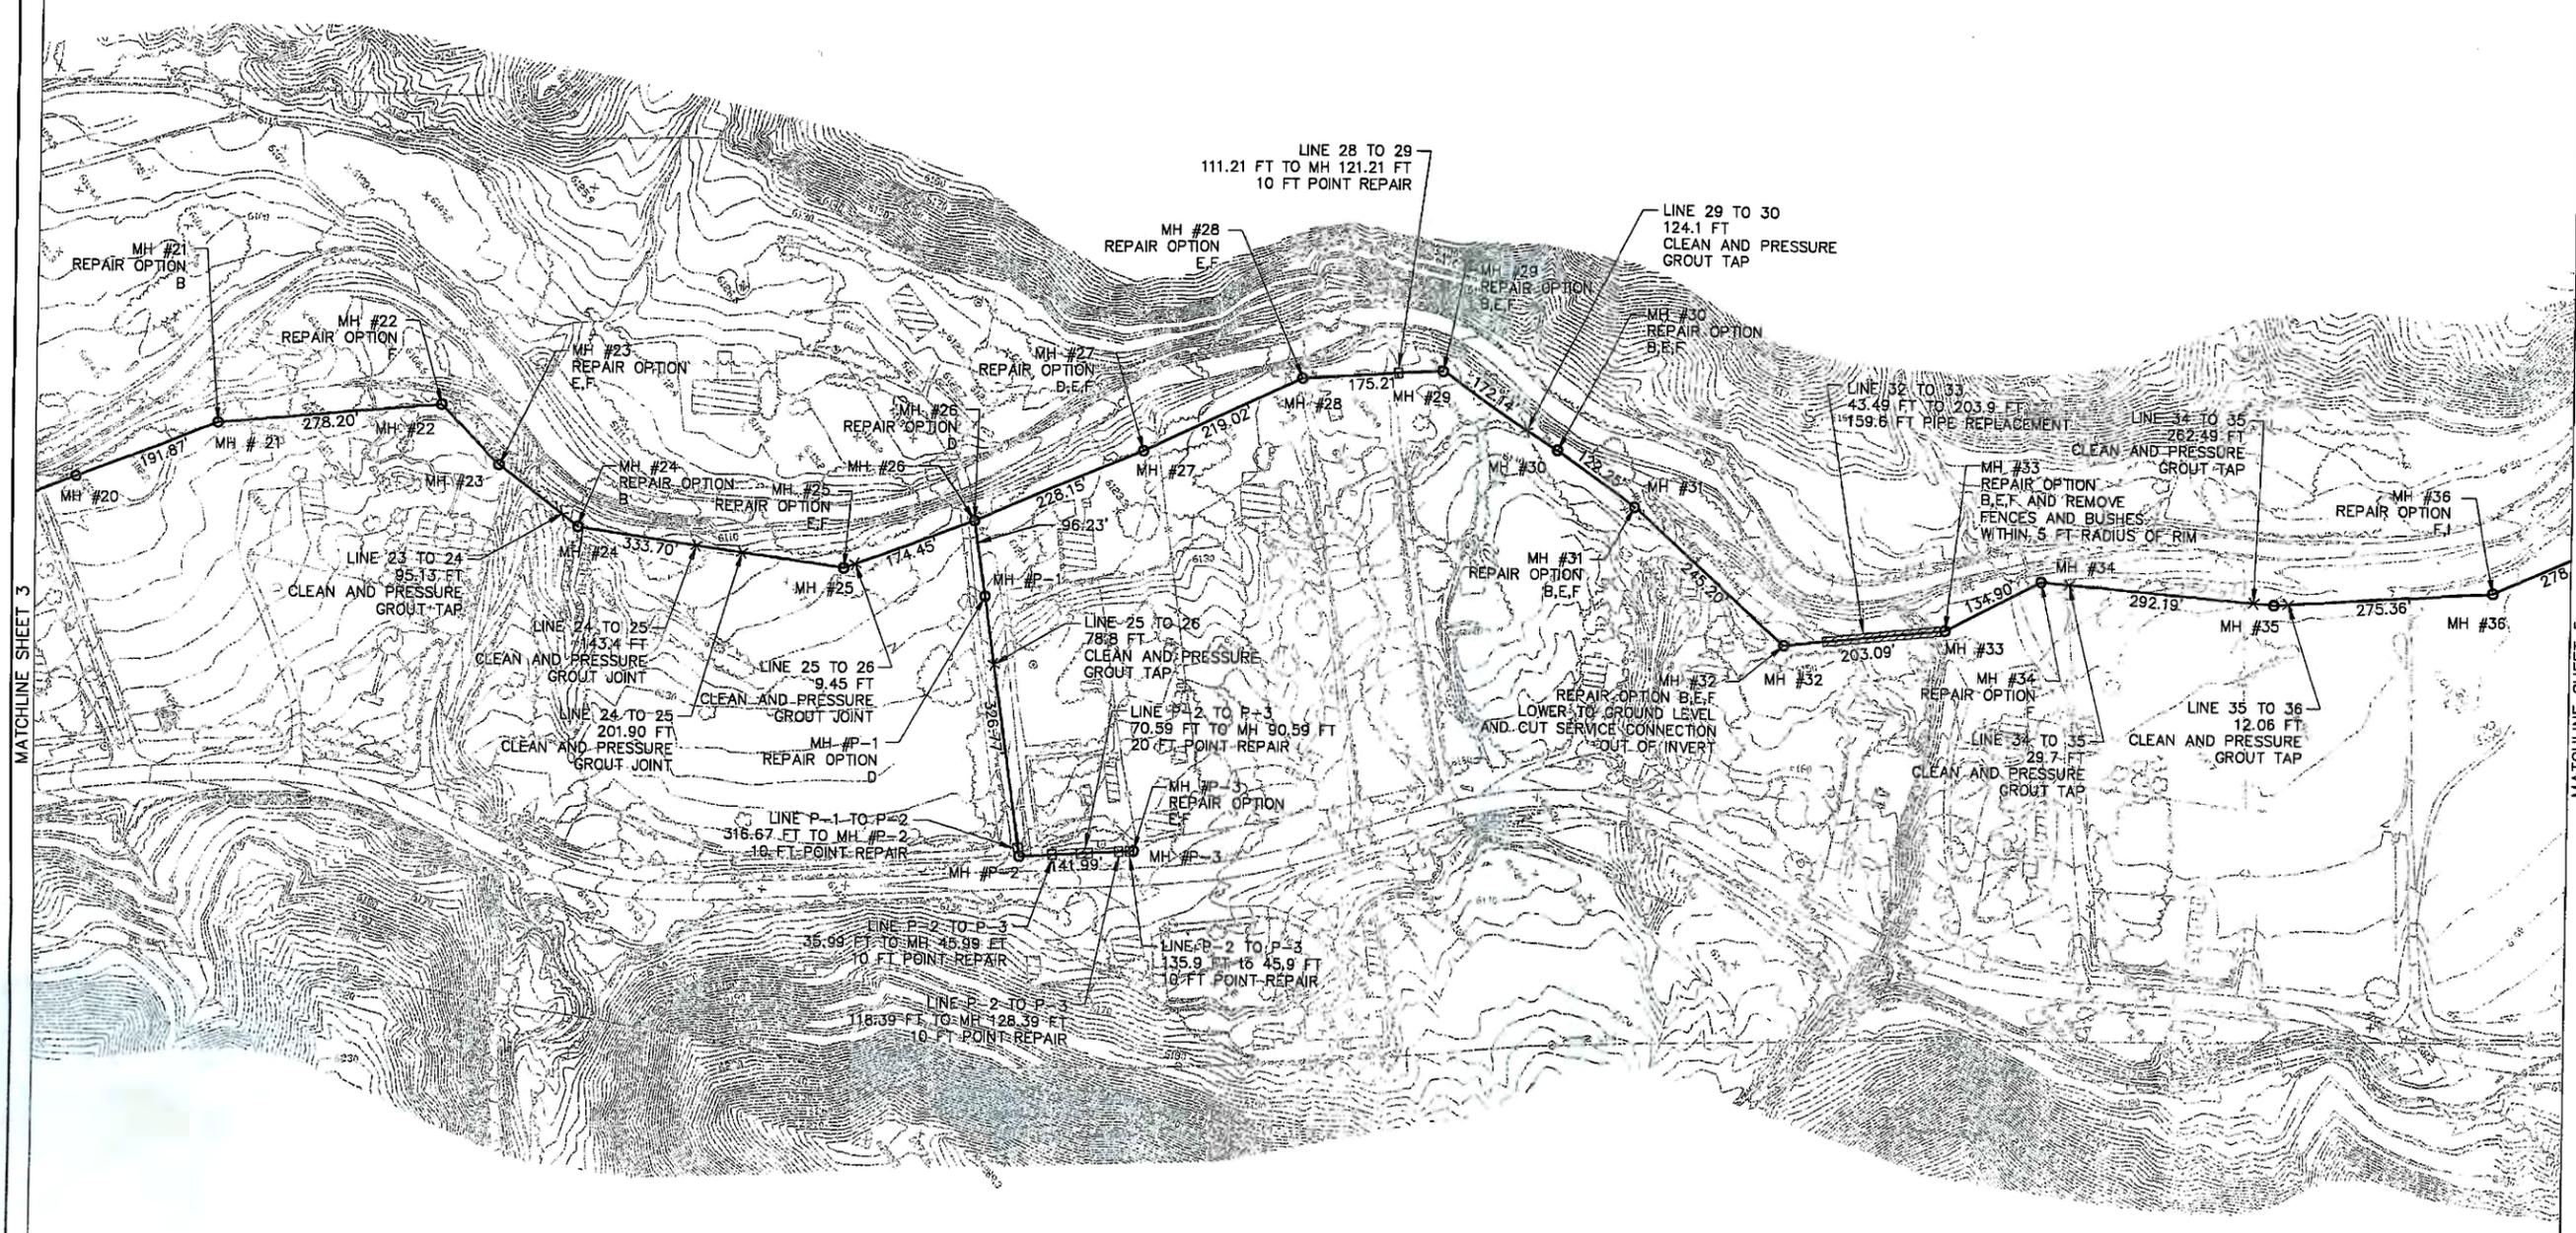 MATCHLINE SHEET 3
LINE 28 TO 29
111.21 FT TO MH 121.21 FT
10 FT POINT REPAIR
MH #28
REPAIR OPTION
E,F
LINE 29 TO 30
124.1 FT
CLEAN AND PRESSURE
GROUT TAP
MH #29
REPAIR OPTION
B,E,F
MH #30
REPAIR OPTION
B,E,F
MH #21
REPAIR OPTION
B
MH #22
REPAIR OPTION
F
MH #23
REPAIR OPTION
E,F
MH #27
REPAIR OPTION
D,E,F
MH #26
REPAIR OPTION
D
MH #26
MH #24
REPAIR OPTION
B
MH #25
REPAIR OPTION
E,F
191.87'
278.20'
MH #20
MH # 21
MH #22
MH #23
MH #24
333.70'
6110
MH #25
174.45'
228.15'
96.23'
MH #27
219.02'
MH #28
175.21'
MH #29
172.14'
MH #30
MH #31
245.20'
LINE 32 TO 33
43.49 FT TO 203.9 FT
159.6 FT PIPE REPLACEMENT
LINE 34 TO 35
262.49 FT
CLEAN AND PRESSURE
GROUT TAP
MH #33
REPAIR OPTION
B,E,F AND REMOVE
FENCES AND BUSHES
WITHIN 5 FT RADIUS OF RIM
MH #36
REPAIR OPTION
F,I
LINE 23 TO 24
95.13 FT
CLEAN AND PRESSURE
GROUT TAP
LINE 24 TO 25
143.4 FT
CLEAN AND PRESSURE
GROUT JOINT
LINE 24 TO 25
201.90 FT
CLEAN AND PRESSURE
GROUT JOINT
LINE 25 TO 26
9.45 FT
CLEAN AND PRESSURE
GROUT JOINT
MH #P-1
MH #P-1
REPAIR OPTION
D
LINE 25 TO 26
78.8 FT
CLEAN AND PRESSURE
GROUT TAP
326.77'
LINE P-2 TO P-3
70.59 FT TO MH 90.59 FT
20 FT POINT REPAIR
MH #P-3
REPAIR OPTION
E,F
LINE P-1 TO P-2
316.67 FT TO MH #P-2
10 FT POINT REPAIR
MH #P-2
141.99'
MH #P-3
LINE P-2 TO P-3
35.99 FT TO MH 45.99 FT
10 FT POINT REPAIR
LINE P-2 TO P-3
135.9 FT to 45.9 FT
10 FT POINT REPAIR
LINE P-2 TO P-3
118.39 FT TO MH 128.39 FT
10 FT POINT REPAIR
MH #31
REPAIR OPTION
B,E,F
MH #32
REPAIR OPTION B,E,F
LOWER TO GROUND LEVEL
AND CUT SERVICE CONNECTION
OUT OF INVERT
203.09'
MH #32
MH #33
134.90'
MH #34
292.19'
MH #35
275.36'
MH #36
278
MH #34
REPAIR OPTION
F
LINE 34 TO 35
29.7 FT
CLEAN AND PRESSURE
GROUT TAP
LINE 35 TO 36
12.06 FT
CLEAN AND PRESSURE
GROUT TAP